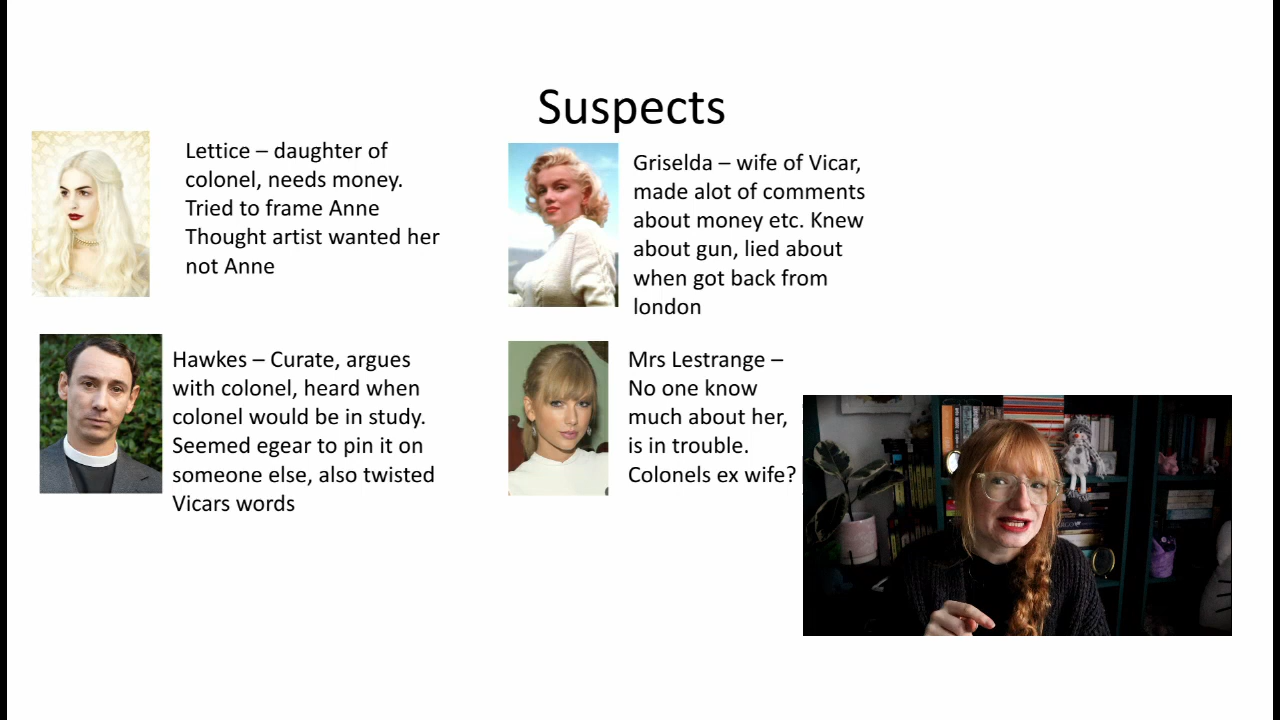 Suspects
Lettice – daughter of
colonel, needs money.
Tried to frame Anne
Thought artist wanted her
not Anne
Griselda – wife of Vicar,
made alot of comments
about money etc. Knew
about gun, lied about
when got back from
london
Hawkes – Curate, argues
with colonel, heard when
colonel would be in study.
Seemed egear to pin it on
someone else, also twisted
Vicars words
Mrs Lestrange –
No one know
much about her,
is in trouble.
Colonels ex wife?